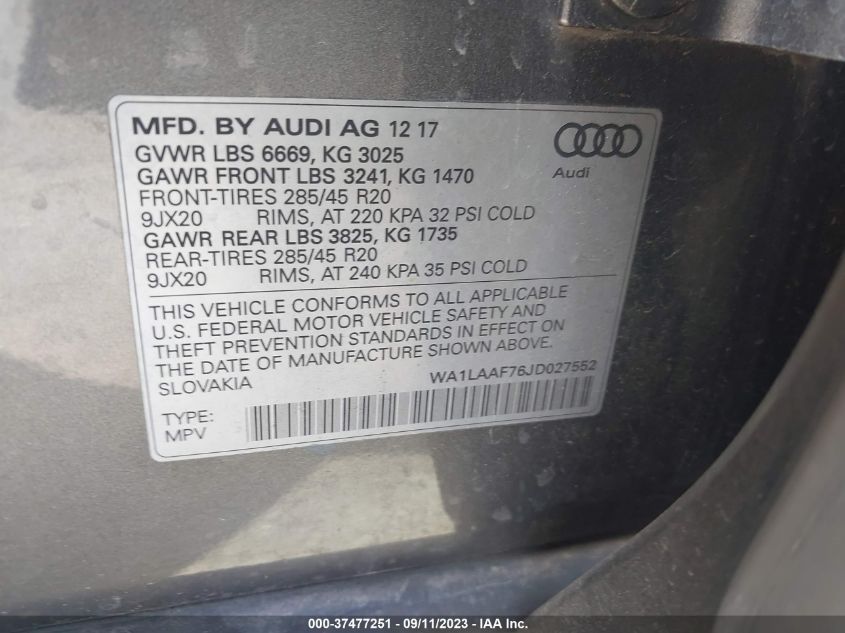 MFD. BY AUDI AG 12 17
GVWR LBS 6669, KG 3025
GAWR FRONT LBS 3241, KG 1470
FRONT-TIRES 285/45 R20
9JX20 RIMS, AT 220 KPA 32 PSI COLD
GAWR REAR LBS 3825, KG 1735
REAR-TIRES 285/45 R20
9JX20 RIMS, AT 240 KPA 35 PSI COLD
Audi
THIS VEHICLE CONFORMS TO ALL APPLICABLE
U.S. FEDERAL MOTOR VEHICLE SAFETY AND
THEFT PREVENTION STANDARDS IN EFFECT ON
THE DATE OF MANUFACTURE SHOWN ABOVE.
SLOVAKIA WA1LAAF76JD027552
TYPE:
MPV
000-37477251 - 09/11/2023 - IAA Inc.